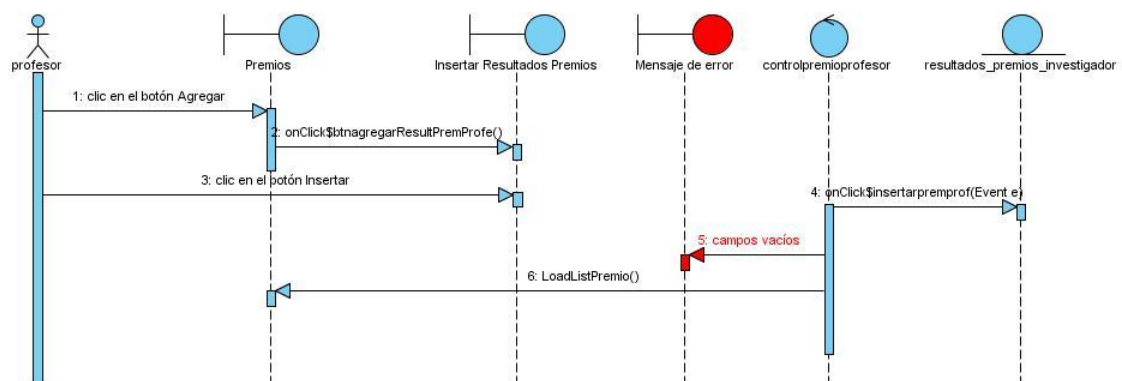 profesor
Premios
Insertar Resultados Premios
Mensaje de error
controlpremioprofesor
resultados_premios_investigador
1: clic en el botón Agregar
2: onClick$btnagregarResultPremProfe()
3: clic en el botón Insertar
4: onClick$insertarpremprof(Event e)
5: campos vacíos
6: LoadListPremio()